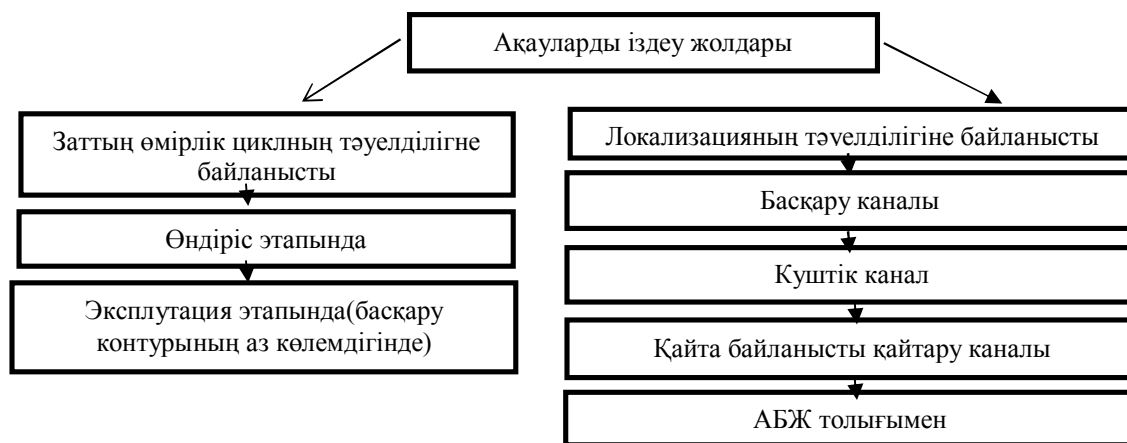 Ақауларды іздеу жолдары
Заттың өмірлік циклның тәуелділігне
байланысты
Өндіріс этапында
Эксплутация этапында(басқару
контурының аз көлемдігінде)
Локализацияның тәуелділігіне байланысты
Басқару каналы
Куштік канал
Қайта байланысты қайтару каналы
АБЖ толығымен